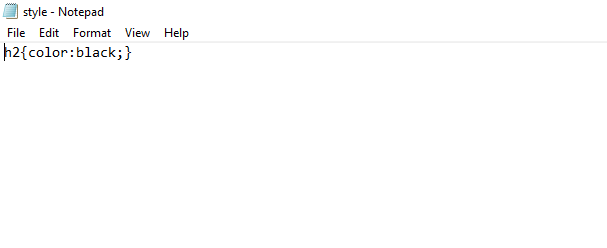 style - Notepad
File Edit Format View Help
h2{color:black;}